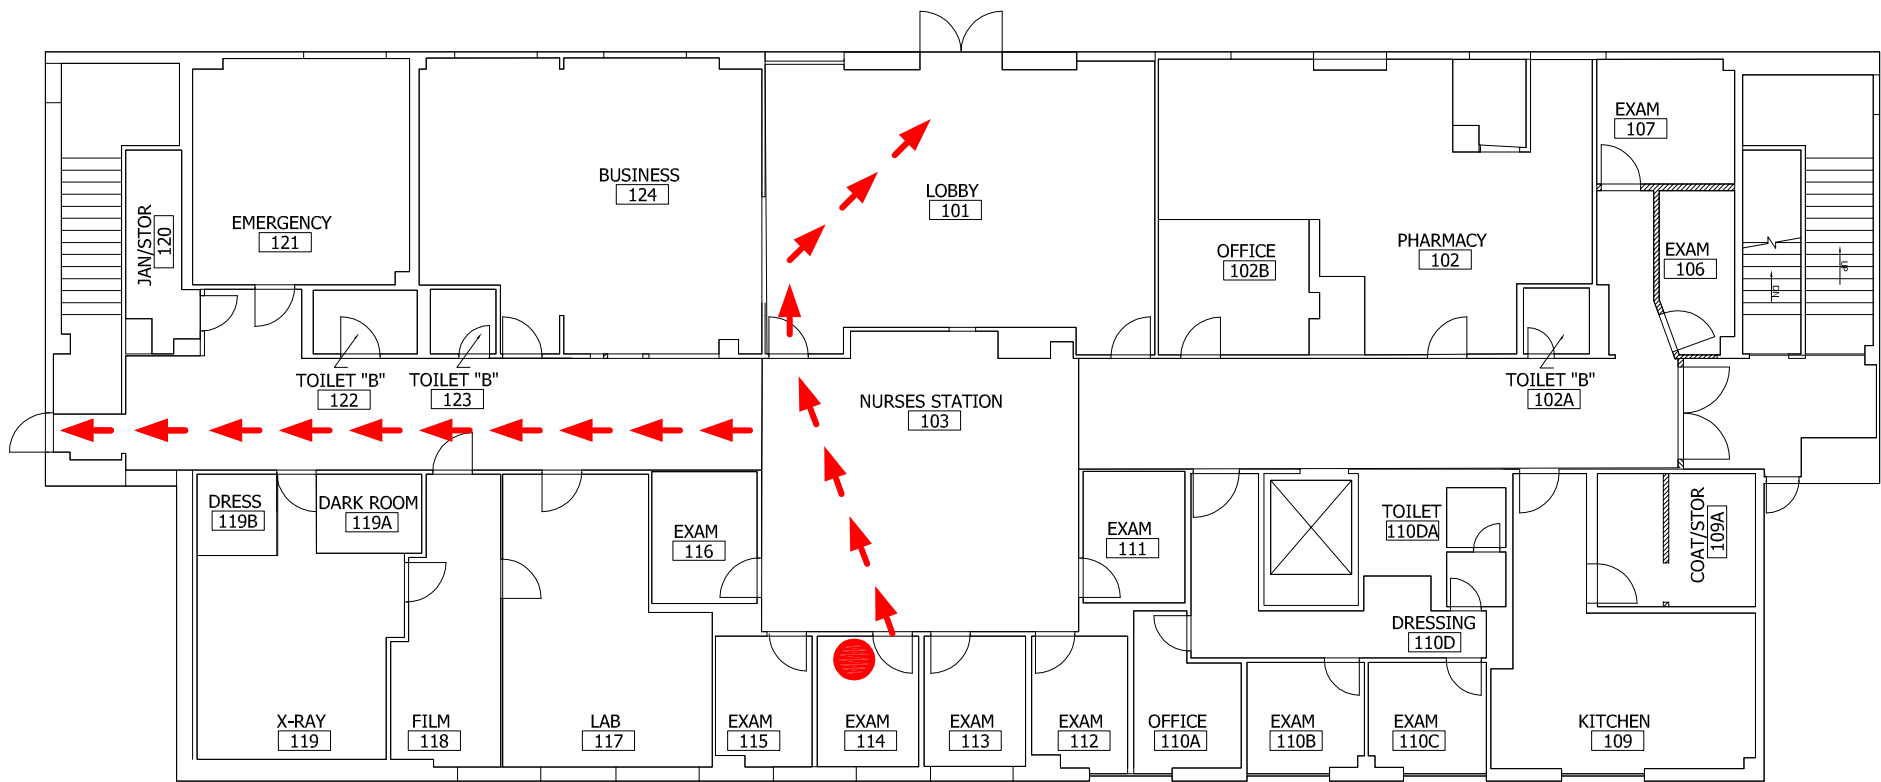 EXAM
107
BUSINESS
124
LOBBY
101
JAN/STOR
120
EMERGENCY
121
OFFICE
102B
PHARMACY
102
EXAM
106
DN
UP
TOILET "B"
122
TOILET "B"
123
NURSES STATION
103
TOILET "B"
102A
DRESS
119B
DARK ROOM
119A
EXAM
116
EXAM
111
TOILET
110DA
COAT/STOR
109A
DRESSING
110D
X-RAY
119
FILM
118
LAB
117
EXAM
115
EXAM
114
EXAM
113
EXAM
112
OFFICE
110A
EXAM
110B
EXAM
110C
KITCHEN
109